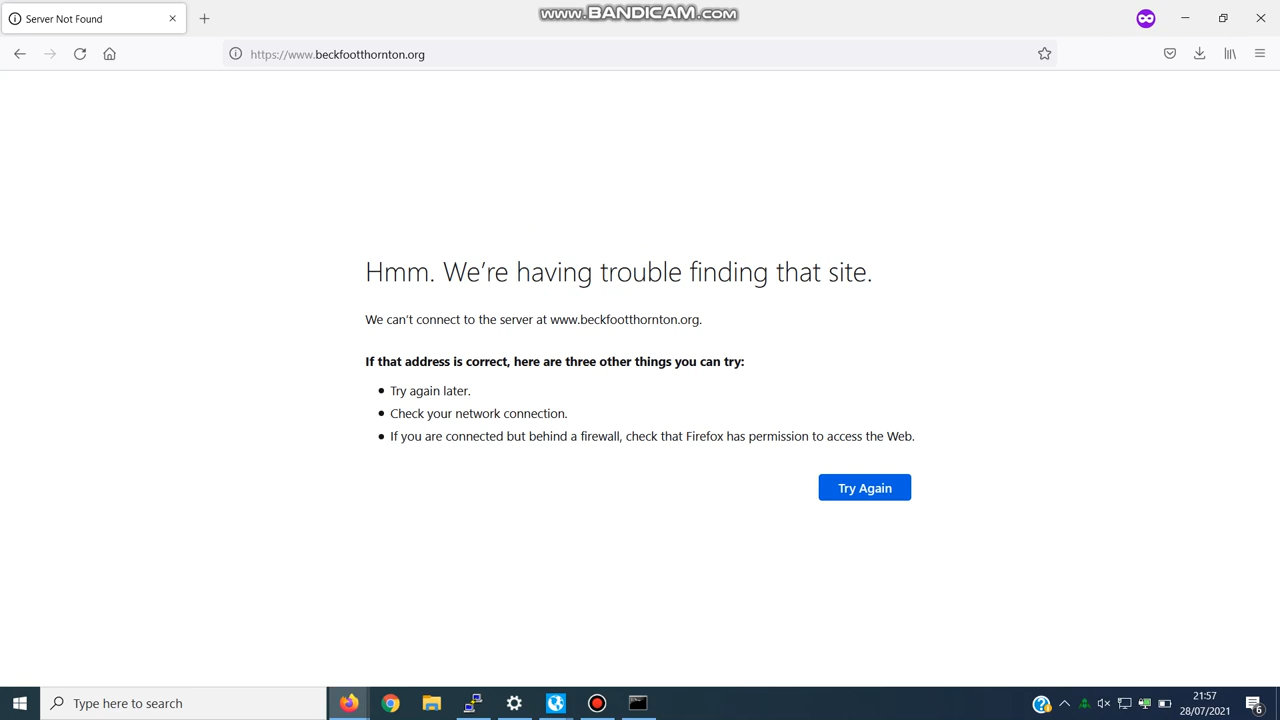 www.BANDICAM.com
Server Not Found
https://www.beckfootthornton.org
Hmm. We’re having trouble finding that site.
We can’t connect to the server at www.beckfootthornton.org.
If that address is correct, here are three other things you can try:
Try again later.
Check your network connection.
If you are connected but behind a firewall, check that Firefox has permission to access the Web.
Try Again
Type here to search
21:57
28/07/2021
6